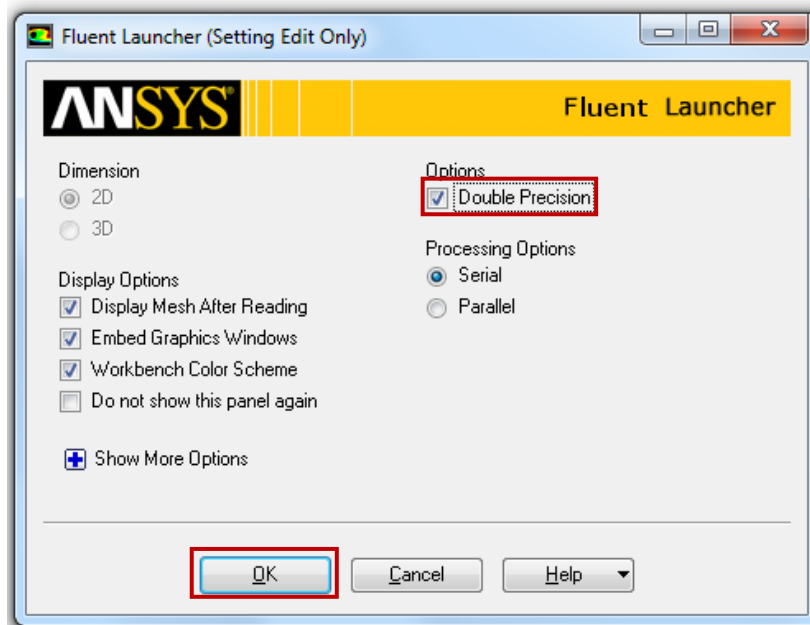 Fluent Launcher (Setting Edit Only)
ANSYS®
Fluent Launcher
Dimension
2D
3D
Display Options
Display Mesh After Reading
Embed Graphics Windows
Workbench Color Scheme
Do not show this panel again
Show More Options
Options
Double Precision
Processing Options
Serial
Parallel
OK
Cancel
Help